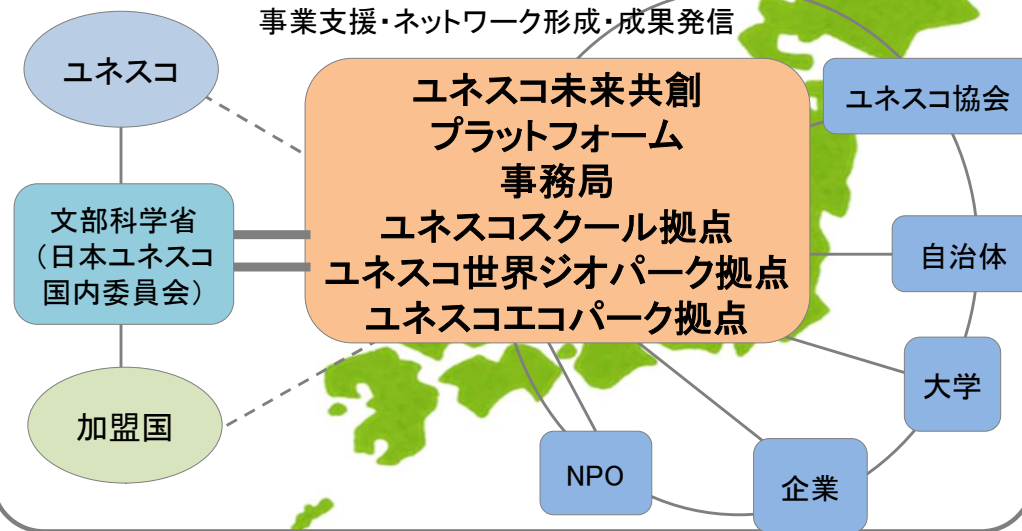 事業支援・ネットワーク形成・成果発信
ユネスコ
ユネスコ未来共創
プラットフォーム
事務局
ユネスコスクール拠点
ユネスコ世界ジオパーク拠点
ユネスコエコパーク拠点
ユネスコ協会
文部科学省
（日本ユネスコ
国内委員会）
自治体
大学
加盟国
NPO
企業